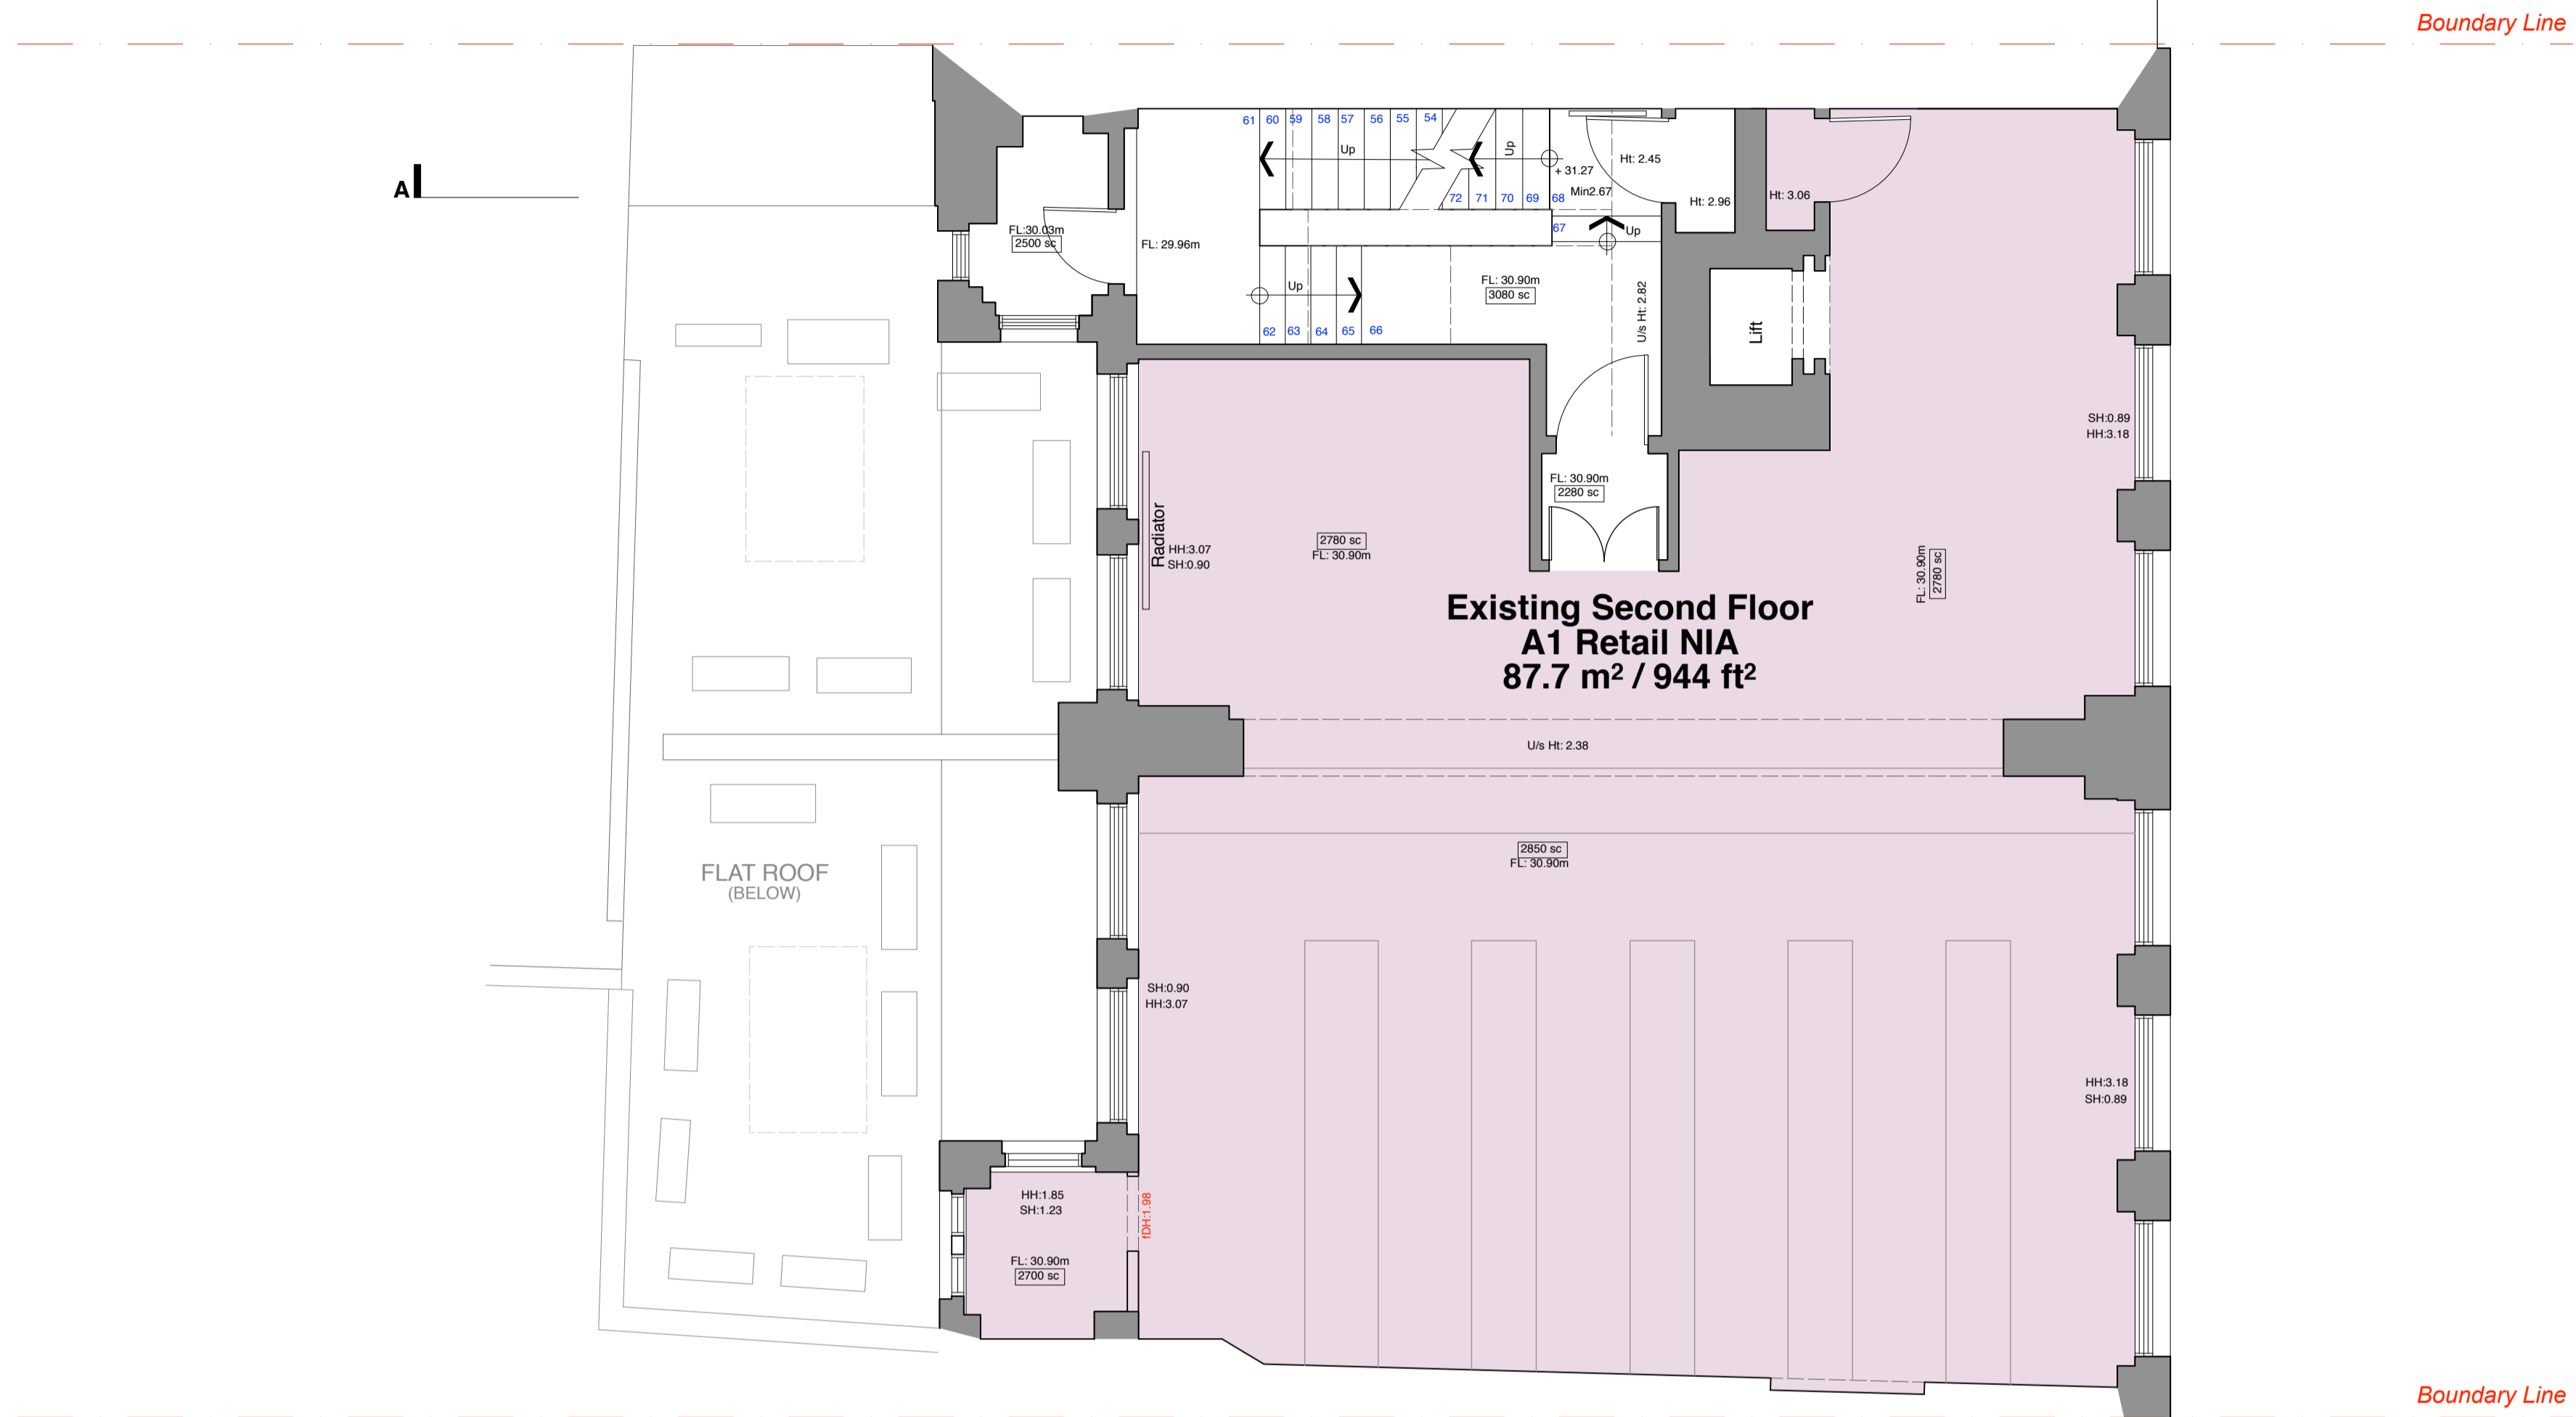 Boundary Line
61 60 59 58 57 56 55 54
Up
Up
+ 31.27
Ht: 2.45
Min2.67
Ht: 2.96
Ht: 3.06
A
72 71 70 69 68
67
Up
FL:30.03m
2500 sc
FL: 29.96m
FL: 30.90m
3080 sc
Up
62 63 64 65 66
U/s Ht: 2.82
Lift
SH:0.89
HH:3.18
FL: 30.90m
2280 sc
Radiator
HH:3.07
SH:0.90
2780 sc
FL: 30.90m
FL: 30.90m
2780 sc
Existing Second Floor
A1 Retail NIA
87.7 m² / 944 ft²
U/s Ht: 2.38
2850 sc
FL: 30.90m
FLAT ROOF
(BELOW)
SH:0.90
HH:3.07
HH:3.18
SH:0.89
HH:1.85
SH:1.23
fDH:1.98
FL: 30.90m
2700 sc
Boundary Line